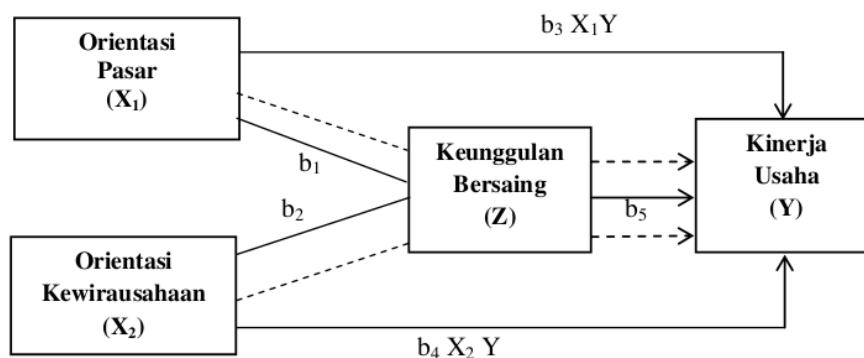 b₃ X₁Y
Orientasi
Pasar
(X₁)
b₁
Keunggulan
Bersaing
(Z)
Kinerja
Usaha
(Y)
b₂
b₅
Orientasi
Kewirausahaan
(X₂)
b₄ X₂ Y